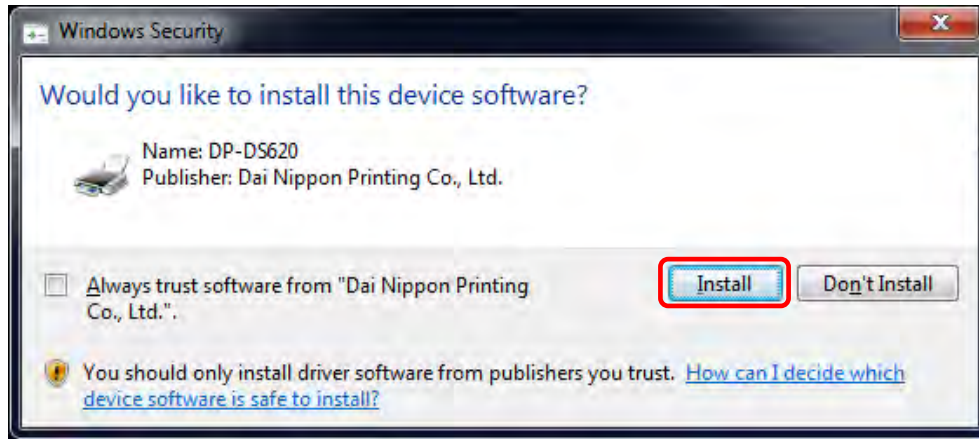 Windows Security
Would you like to install this device software?
Name: DP-DS620
Publisher: Dai Nippon Printing Co., Ltd.
Always trust software from "Dai Nippon Printing
Co., Ltd.".
Install
Don't Install
You should only install driver software from publishers you trust. How can I decide which
device software is safe to install?